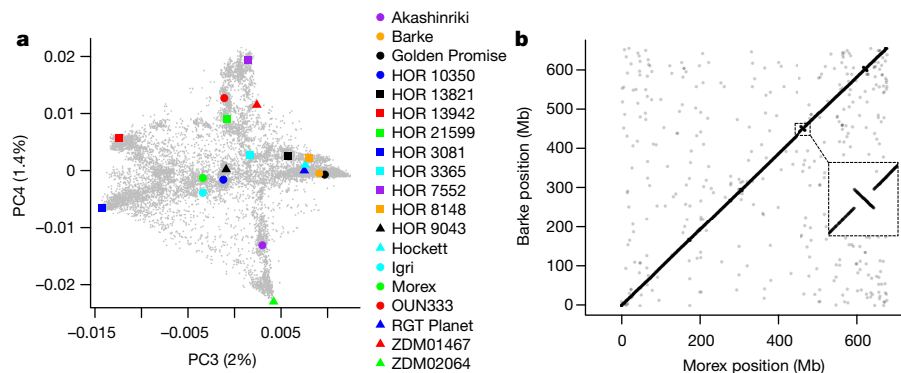 a
0.02
0.01
0
−0.01
−0.02
PC4 (1.4%)
−0.015
−0.005
0.005
PC3 (2%)
Akashinriki
Barke
Golden Promise
HOR 10350
HOR 13821
HOR 13942
HOR 21599
HOR 3081
HOR 3365
HOR 7552
HOR 8148
HOR 9043
Hockett
Igri
Morex
OUN333
RGT Planet
ZDM01467
ZDM02064
b
600
500
400
300
200
100
0
Barke position (Mb)
0
200
400
600
Morex position (Mb)